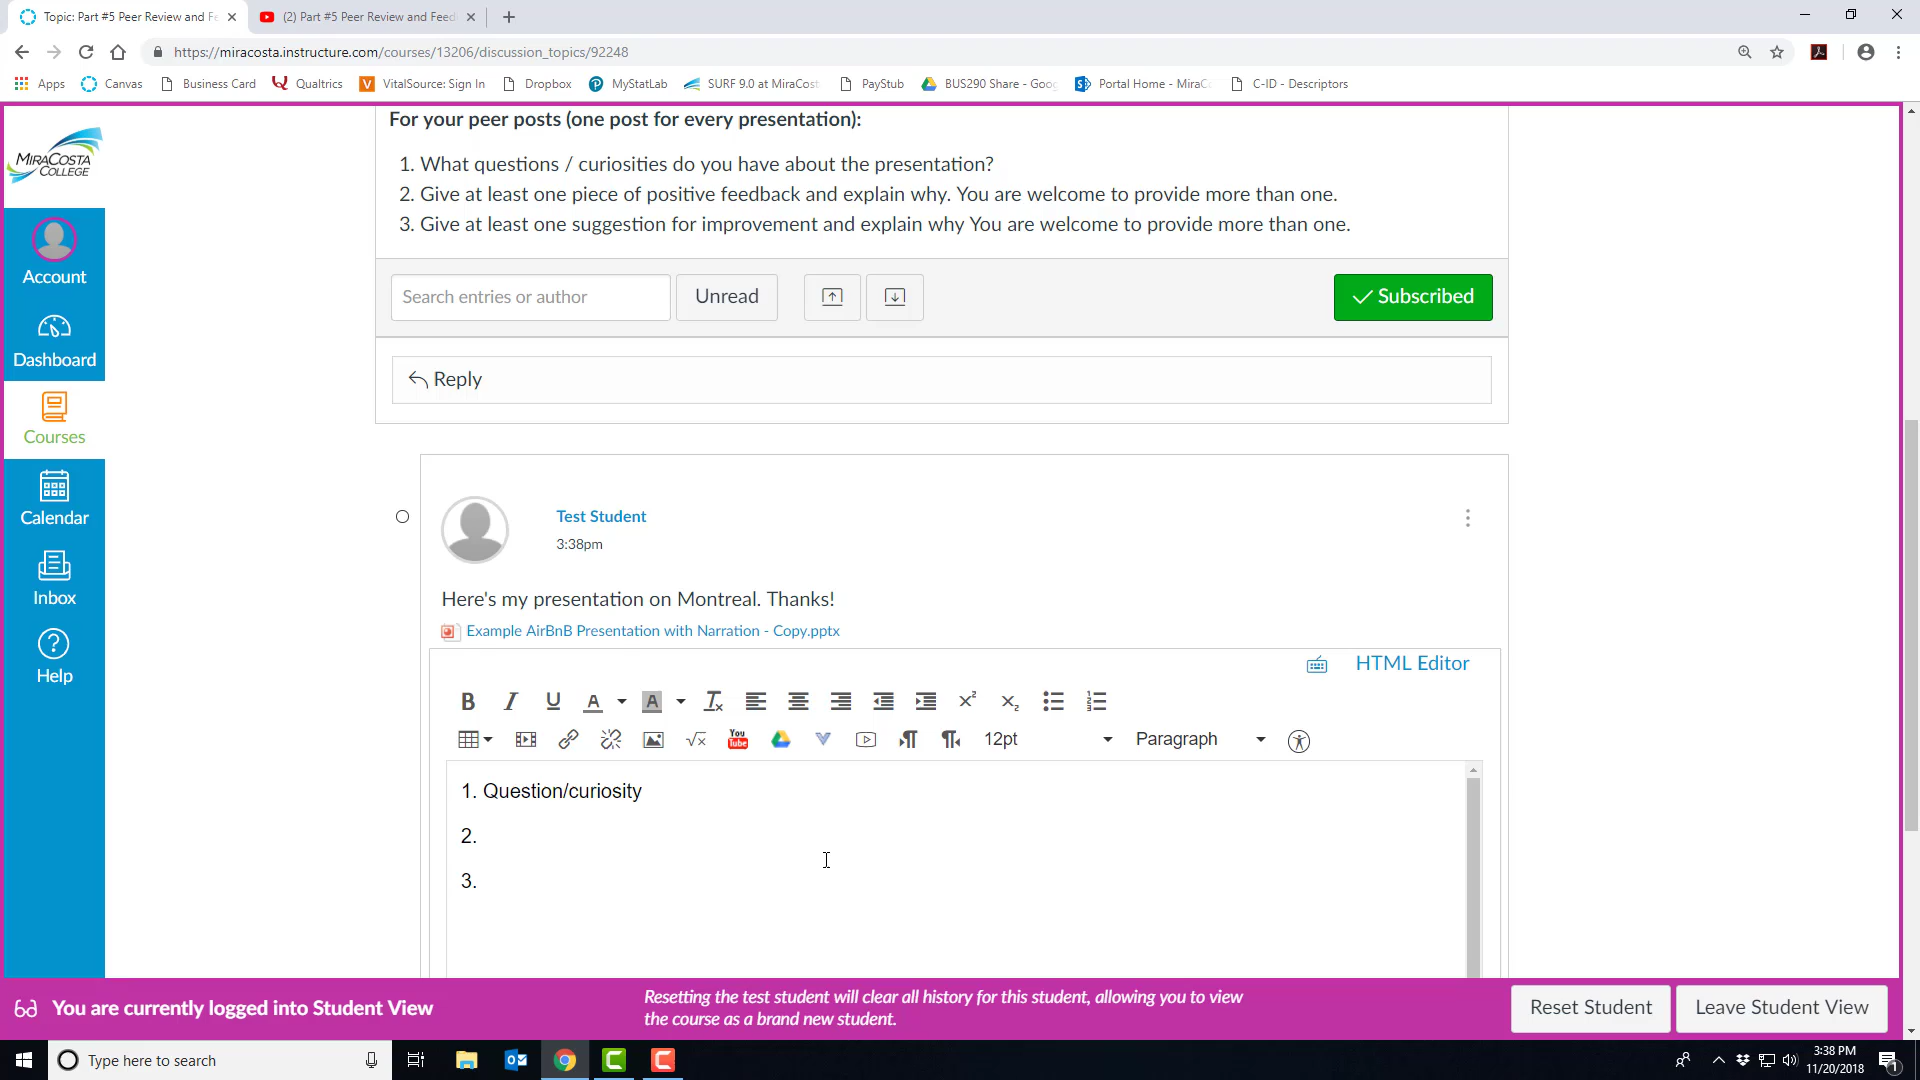 Topic: Part #5 Peer Review and Fe
(2) Part #5 Peer Review and Feed
https://miracosta.instructure.com/courses/13206/discussion_topics/92248
Apps
Canvas
Business Card
Qualtrics
VitalSource: Sign In
Dropbox
MyStatLab
SURF 9.0 at MiraCost
PayStub
BUS290 Share - Goog
Portal Home - MiraC
C-ID - Descriptors
MIRACOSTA
COLLEGE
Account
Dashboard
Courses
Calendar
Inbox
Help
For your peer posts (one post for every presentation):
1. What questions / curiosities do you have about the presentation?
2. Give at least one piece of positive feedback and explain why. You are welcome to provide more than one.
3. Give at least one suggestion for improvement and explain why You are welcome to provide more than one.
Search entries or author
Unread
Subscribed
Reply
Test Student
3:38pm
Here's my presentation on Montreal. Thanks!
Example AirBnB Presentation with Narration - Copy.pptx
HTML Editor
12pt
Paragraph
1. Question/curiosity
2.
3.
You are currently logged into Student View
Resetting the test student will clear all history for this student, allowing you to view
the course as a brand new student.
Reset Student
Leave Student View
Type here to search
3:38 PM
11/20/2018
1